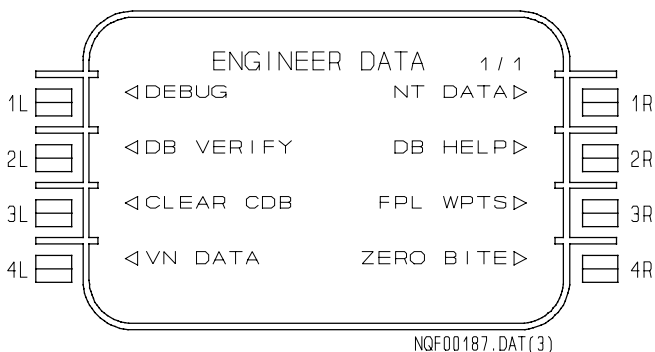 ENGINEER DATA 1/1
1L ◁DEBUG NT DATA▷ 1R
2L ◁DB VERIFY DB HELP▷ 2R
3L ◁CLEAR CDB FPL WPTS▷ 3R
4L ◁VN DATA ZERO BITE▷ 4R
NQF00187.DAT(3)